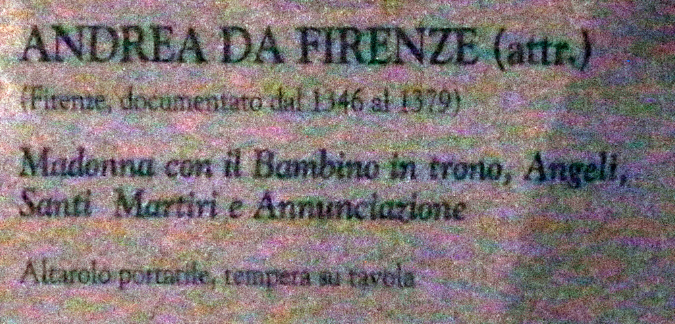 ANDREA DA FIRENZE (attr.)
(Firenze, documentato dal 1346 al 1379)
Madonna con il Bambino in trono, Angeli,
Santi Martiri e Annunciazione
Altarolo portatile, tempera su tavola